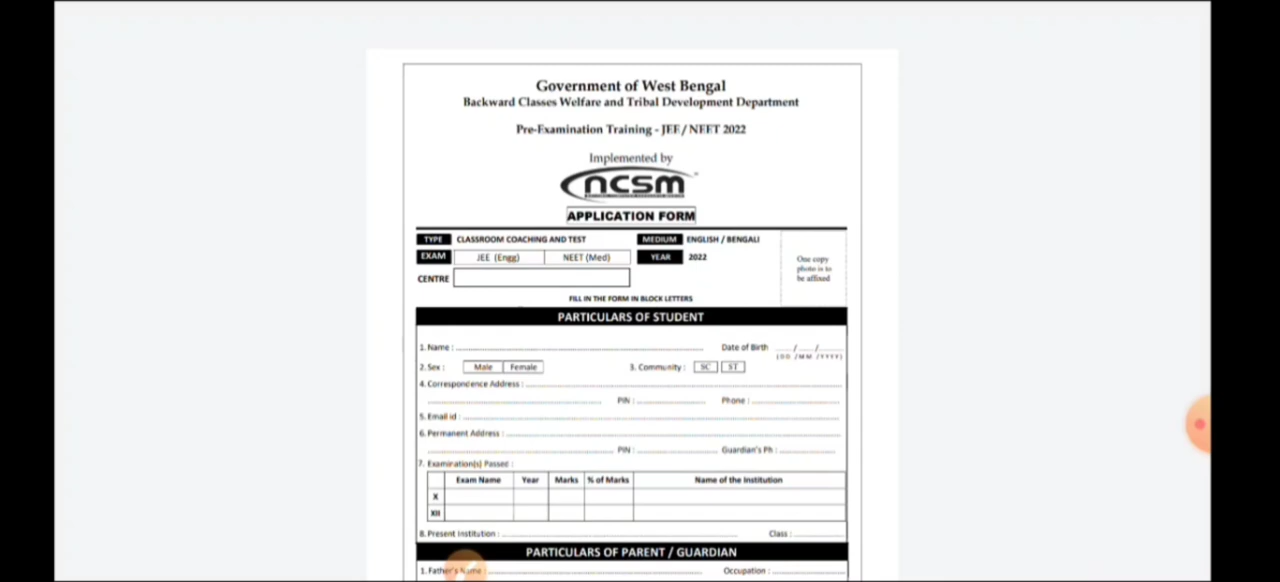 Government of West Bengal
Backward Classes Welfare and Tribal Development Department
Pre-Examination Training - JEE / NEET 2022
Implemented by
ncsm
APPLICATION FORM
TYPE CLASSROOM COACHING AND TEST MEDIUM ENGLISH / BENGALI
EXAM JEE (Engg) NEET (Med) YEAR 2022
One copy
photo is to
be affixed
CENTRE
FILL IN THE FORM IN BLOCK LETTERS
PARTICULARS OF STUDENT
1. Name : Date of Birth / /
(DD /MM /YYYY)
2. Sex : Male Female 3. Community : SC ST
4. Correspondence Address :
PIN : Phone :
5. Email id :
6. Permanent Address :
PIN : Guardian's Ph :
7. Examination(s) Passed :
Exam Name Year Marks % of Marks Name of the Institution
X
XII
8. Present Institution : Class :
PARTICULARS OF PARENT / GUARDIAN
1. Father's Name : Occupation :